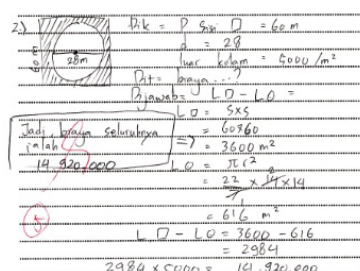 2.) Dik = P sisi □ = 60 m
60 m
28m
d = 28
luar kolam = 5000 /m²
Dit = biaya ...?
Dijawab = L□ - L○ =
L□ = s×s
= 60×60
= 3600 m²
L○ = πr²
= 22 × 14 × 14
= 616 m²
L□ - L○ = 3600 - 616
= 2984
2984 × 5000 = 14.920.000
Jadi, biaya seluruhnya
ialah =>
14.920.000